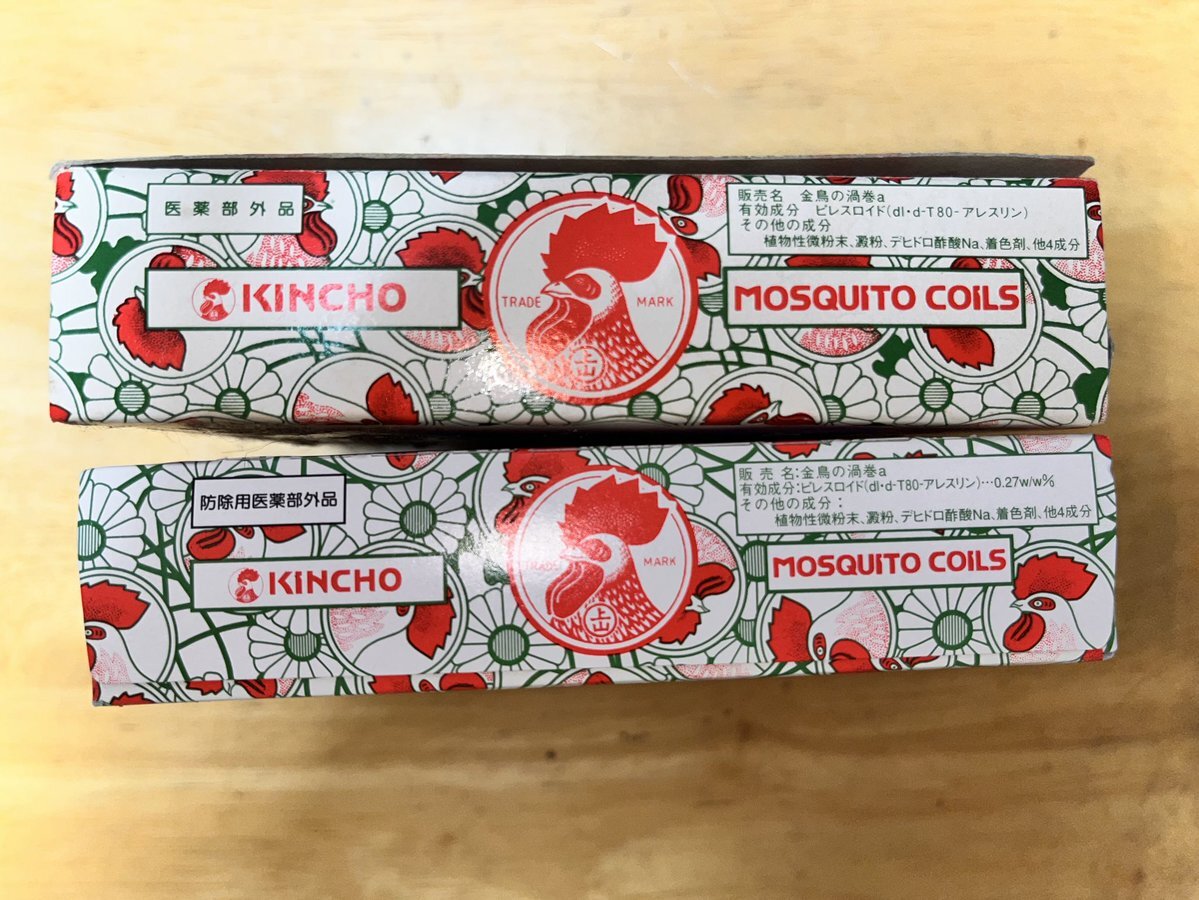 医薬部外品
販売名 金鳥の渦巻a
有効成分 ピレスロイド(dl・d-T80-アレスリン)
その他の成分
植物性微粉末、澱粉、デヒドロ酢酸Na、着色剤、他4成分
KINCHO
TRADE MARK
上
MOSQUITO COILS
防除用医薬部外品
販売名:金鳥の渦巻a
有効成分:ピレスロイド(dl・d-T80-アレスリン)…0.27w/w%
その他の成分:
植物性微粉末、澱粉、デヒドロ酢酸Na、着色剤、他4成分
KINCHO
TRADE MARK
上
MOSQUITO COILS